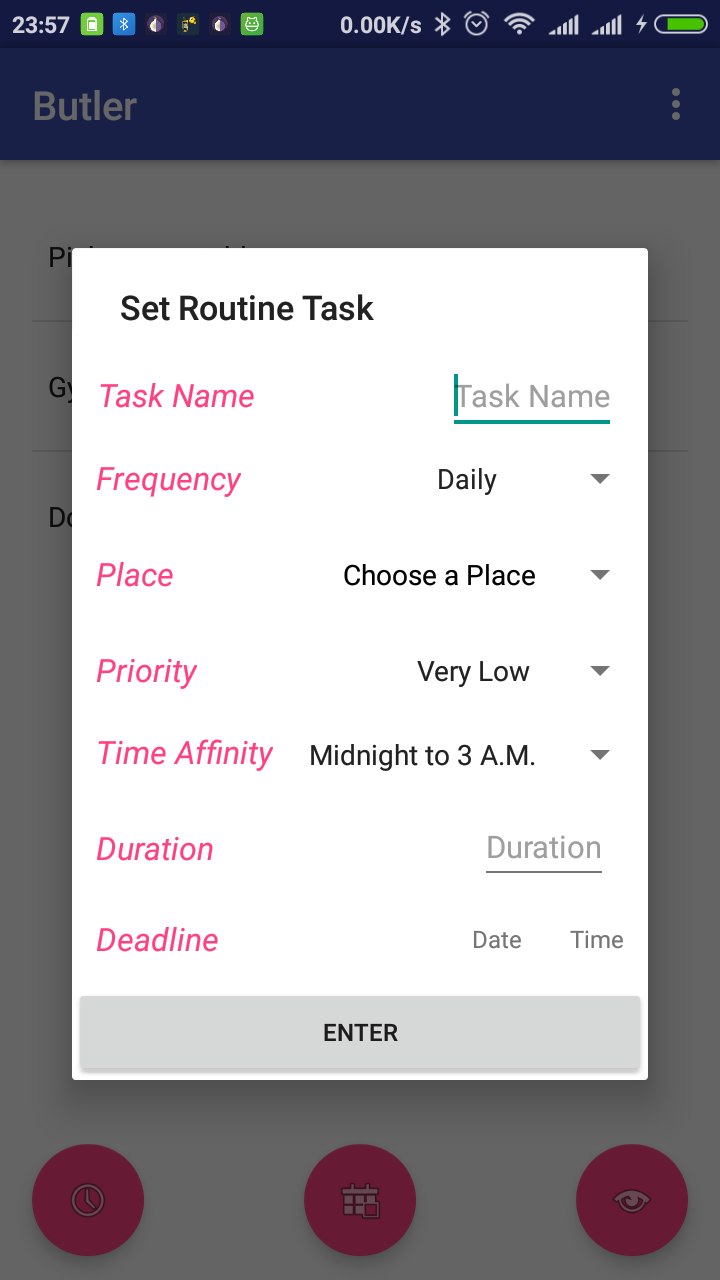 23:57 0.00K/s
Butler
Set Routine Task
Task Name Task Name
Frequency Daily
Place Choose a Place
Priority Very Low
Time Affinity Midnight to 3 A.M.
Duration Duration
Deadline Date Time
ENTER